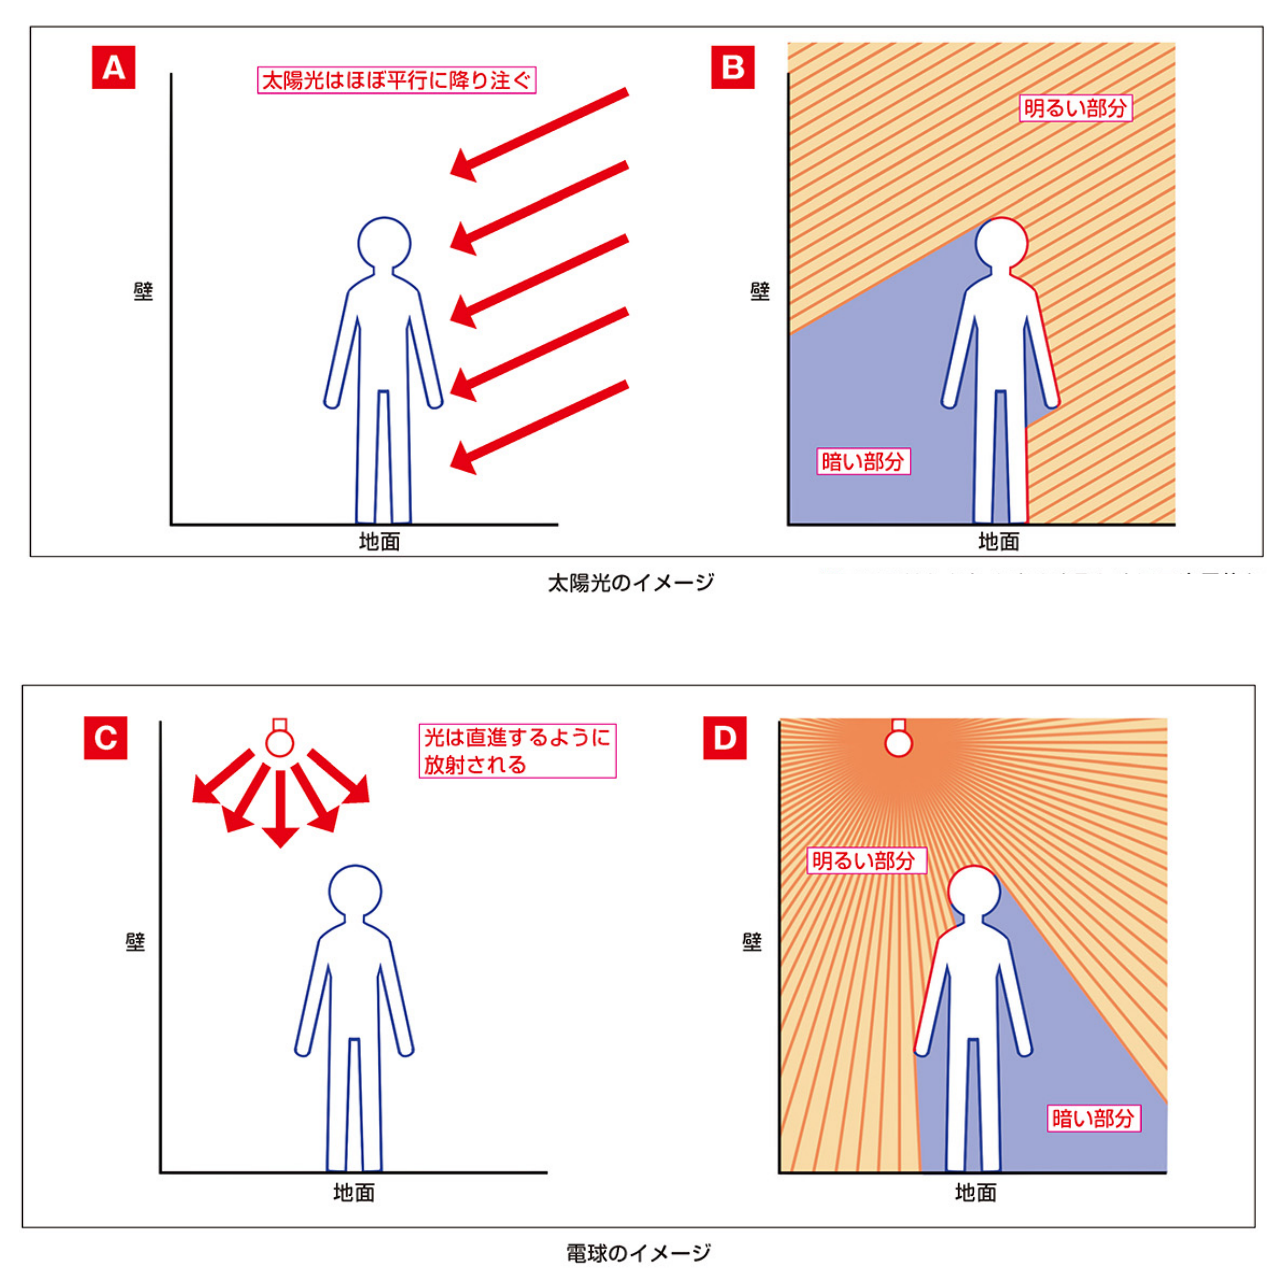 A
太陽光はほぼ平行に降り注ぐ
壁
地面
B
明るい部分
壁
暗い部分
地面
太陽光のイメージ
C
光は直進するように
放射される
壁
地面
D
明るい部分
壁
暗い部分
地面
電球のイメージ